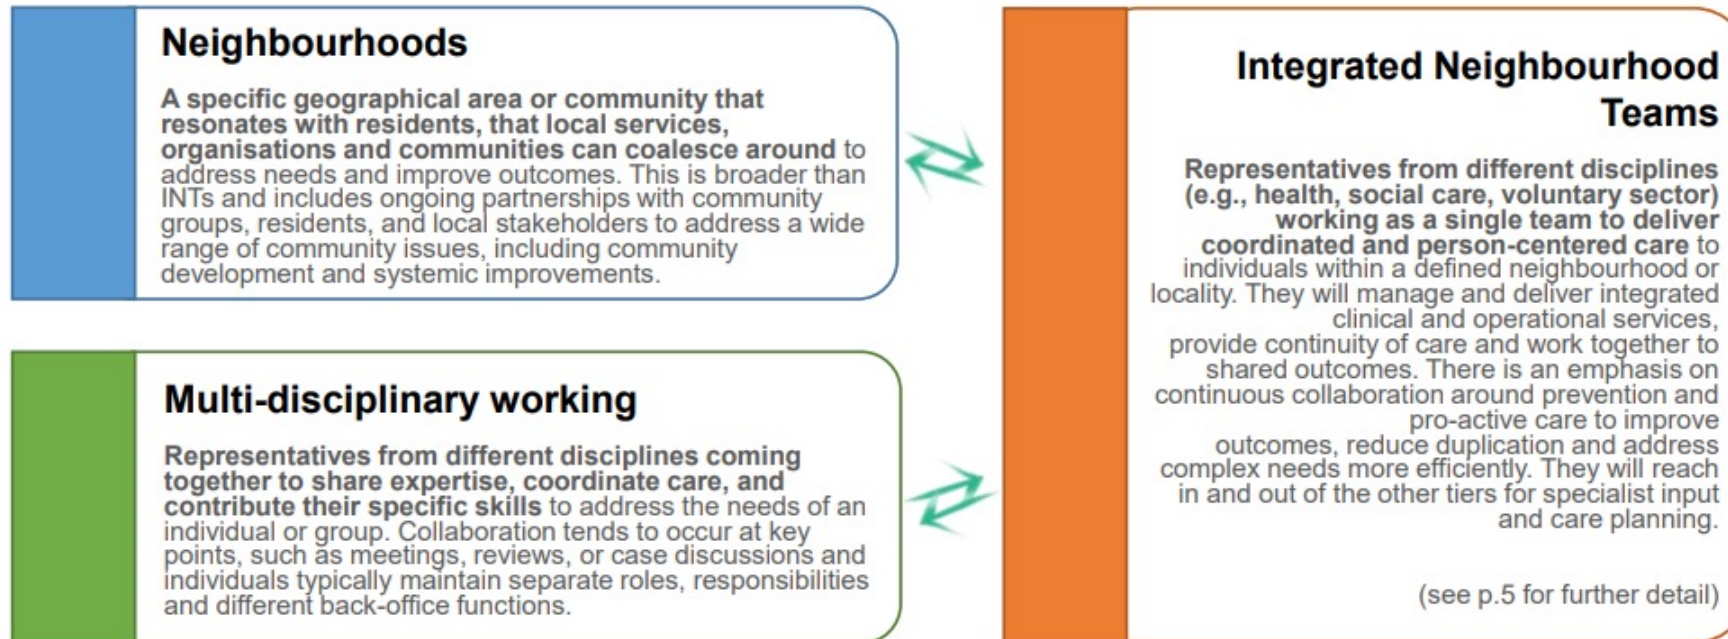 Neighbourhoods
A specific geographical area or community that
resonates with residents, that local services,
organisations and communities can coalesce around to
address needs and improve outcomes. This is broader than
INTs and includes ongoing partnerships with community
groups, residents, and local stakeholders to address a wide
range of community issues, including community
development and systemic improvements.
Multi-disciplinary working
Representatives from different disciplines coming
together to share expertise, coordinate care, and
contribute their specific skills to address the needs of an
individual or group. Collaboration tends to occur at key
points, such as meetings, reviews, or case discussions and
individuals typically maintain separate roles, responsibilities
and different back-office functions.
Integrated Neighbourhood
Teams
Representatives from different disciplines
(e.g., health, social care, voluntary sector)
working as a single team to deliver
coordinated and person-centered care to
individuals within a defined neighbourhood or
locality. They will manage and deliver integrated
clinical and operational services,
provide continuity of care and work together to
shared outcomes. There is an emphasis on
continuous collaboration around prevention and
pro-active care to improve
outcomes, reduce duplication and address
complex needs more efficiently. They will reach
in and out of the other tiers for specialist input
and care planning.
(see p.5 for further detail)